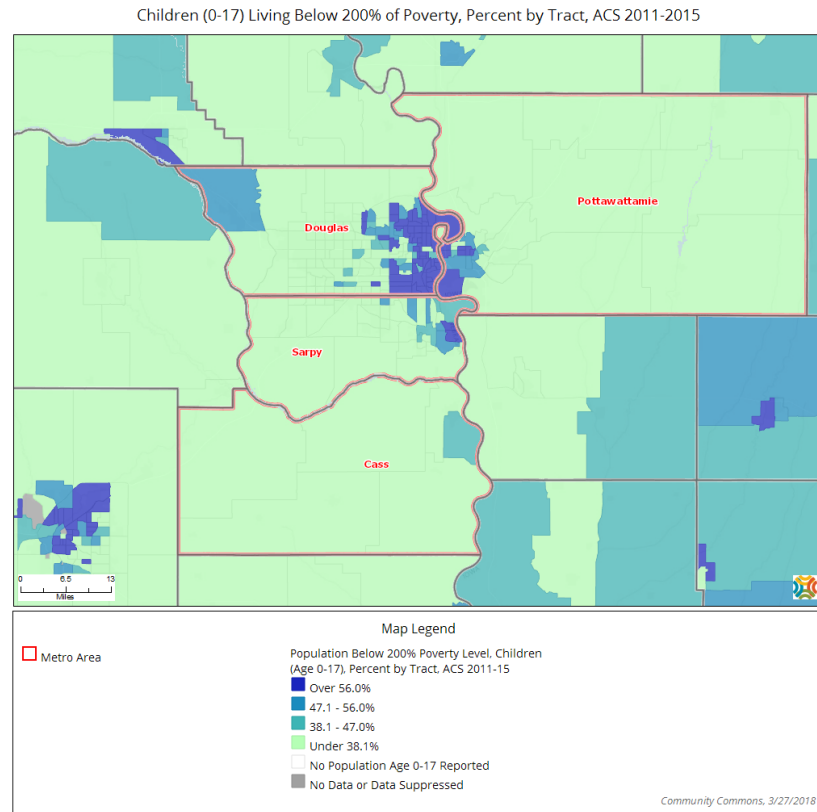 Children (0-17) Living Below 200% of Poverty, Percent by Tract, ACS 2011-2015
Pottawattamie
Douglas
Sarpy
Cass
0 6.5 13
Miles
Map Legend
Metro Area
Population Below 200% Poverty Level, Children
(Age 0-17), Percent by Tract, ACS 2011-15
Over 56.0%
47.1 - 56.0%
38.1 - 47.0%
Under 38.1%
No Population Age 0-17 Reported
No Data or Data Suppressed
Community Commons, 3/27/2018